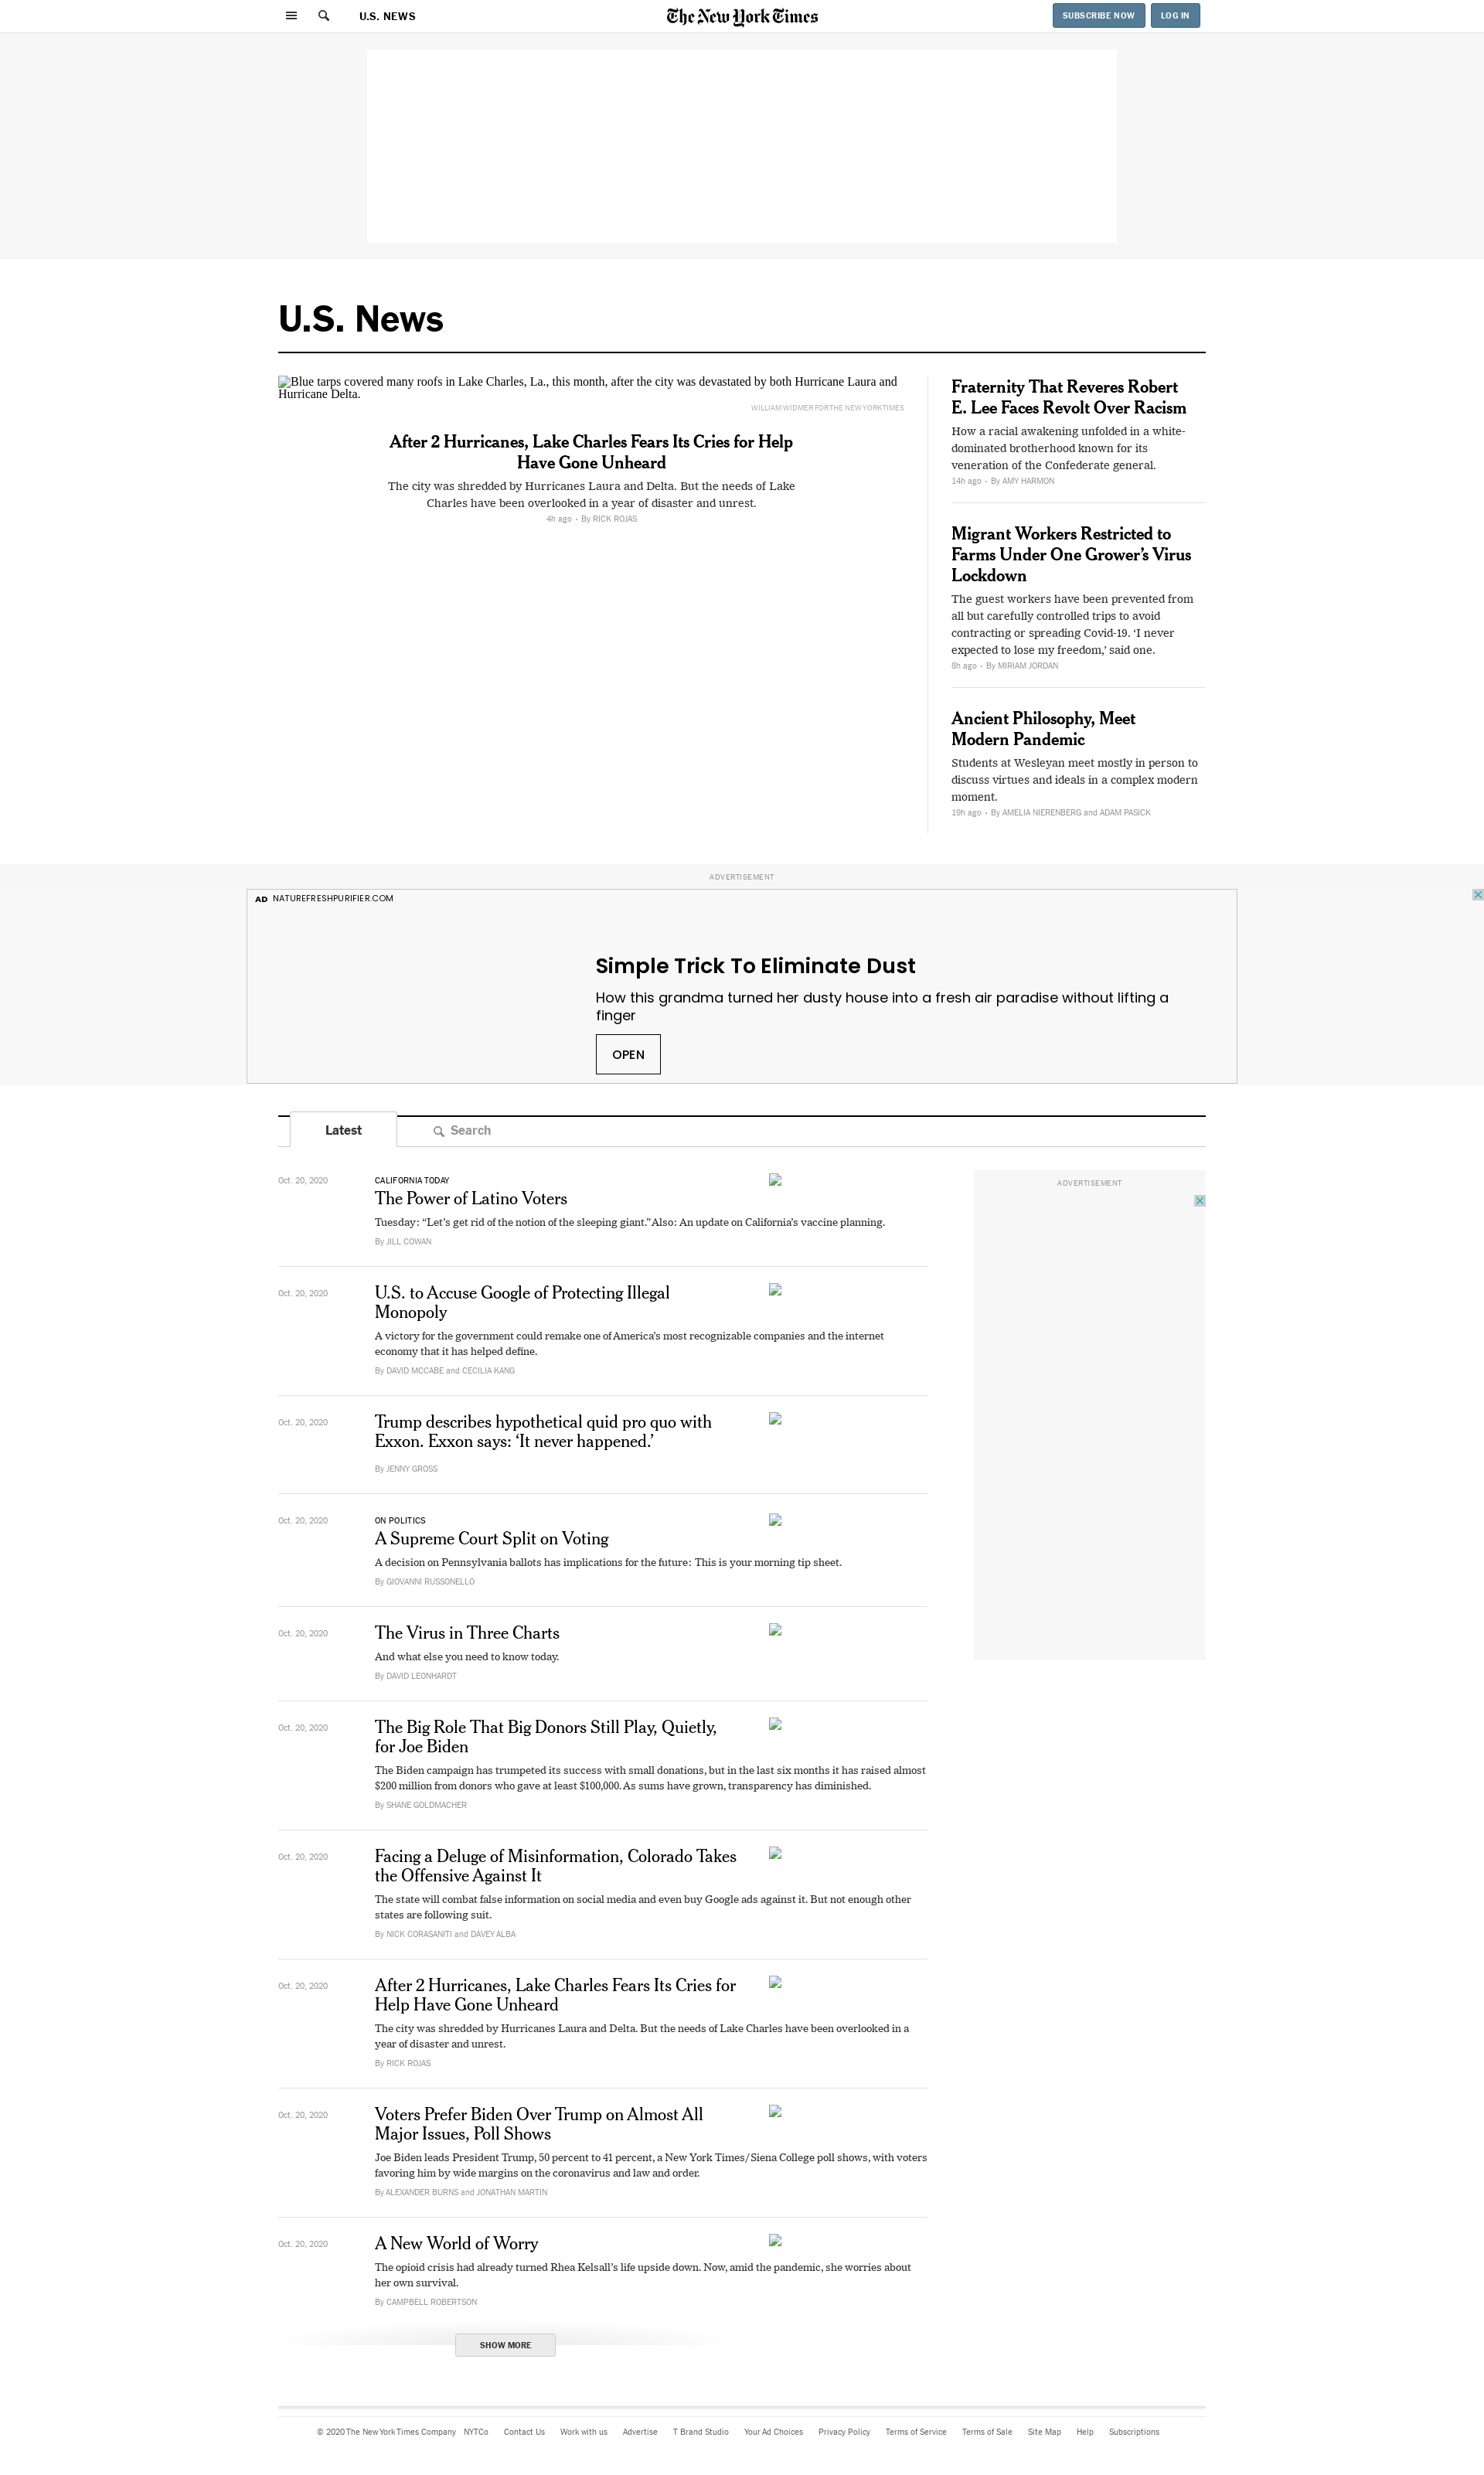 U.S. NEWS
The New York Times
SUBSCRIBE NOW
LOG IN
U.S. News
Blue tarps covered many roofs in Lake Charles, La., this month, after the city was devastated by both Hurricane Laura and
Hurricane Delta.
WILLIAM WIDMER FOR THE NEW YORK TIMES
After 2 Hurricanes, Lake Charles Fears Its Cries for Help
Have Gone Unheard
The city was shredded by Hurricanes Laura and Delta. But the needs of Lake
Charles have been overlooked in a year of disaster and unrest.
4h ago • By RICK ROJAS
Fraternity That Reveres Robert
E. Lee Faces Revolt Over Racism
How a racial awakening unfolded in a white-
dominated brotherhood known for its
veneration of the Confederate general.
14h ago • By AMY HARMON
Migrant Workers Restricted to
Farms Under One Grower’s Virus
Lockdown
The guest workers have been prevented from
all but carefully controlled trips to avoid
contracting or spreading Covid-19. ‘I never
expected to lose my freedom,’ said one.
8h ago • By MIRIAM JORDAN
Ancient Philosophy, Meet
Modern Pandemic
Students at Wesleyan meet mostly in person to
discuss virtues and ideals in a complex modern
moment.
19h ago • By AMELIA NIERENBERG and ADAM PASICK
ADVERTISEMENT
AD NATUREFRESHPURIFIER.COM
Simple Trick To Eliminate Dust
How this grandma turned her dusty house into a fresh air paradise without lifting a
finger
OPEN
Latest
Search
ADVERTISEMENT
Oct. 20, 2020
CALIFORNIA TODAY
The Power of Latino Voters
Tuesday: “Let’s get rid of the notion of the sleeping giant.” Also: An update on California’s vaccine planning.
By JILL COWAN
Oct. 20, 2020
U.S. to Accuse Google of Protecting Illegal
Monopoly
A victory for the government could remake one of America’s most recognizable companies and the internet
economy that it has helped define.
By DAVID MCCABE and CECILIA KANG
Oct. 20, 2020
Trump describes hypothetical quid pro quo with
Exxon. Exxon says: ‘It never happened.’
By JENNY GROSS
Oct. 20, 2020
ON POLITICS
A Supreme Court Split on Voting
A decision on Pennsylvania ballots has implications for the future: This is your morning tip sheet.
By GIOVANNI RUSSONELLO
Oct. 20, 2020
The Virus in Three Charts
And what else you need to know today.
By DAVID LEONHARDT
Oct. 20, 2020
The Big Role That Big Donors Still Play, Quietly,
for Joe Biden
The Biden campaign has trumpeted its success with small donations, but in the last six months it has raised almost
$200 million from donors who gave at least $100,000. As sums have grown, transparency has diminished.
By SHANE GOLDMACHER
Oct. 20, 2020
Facing a Deluge of Misinformation, Colorado Takes
the Offensive Against It
The state will combat false information on social media and even buy Google ads against it. But not enough other
states are following suit.
By NICK CORASANITI and DAVEY ALBA
Oct. 20, 2020
After 2 Hurricanes, Lake Charles Fears Its Cries for
Help Have Gone Unheard
The city was shredded by Hurricanes Laura and Delta. But the needs of Lake Charles have been overlooked in a
year of disaster and unrest.
By RICK ROJAS
Oct. 20, 2020
Voters Prefer Biden Over Trump on Almost All
Major Issues, Poll Shows
Joe Biden leads President Trump, 50 percent to 41 percent, a New York Times/Siena College poll shows, with voters
favoring him by wide margins on the coronavirus and law and order.
By ALEXANDER BURNS and JONATHAN MARTIN
Oct. 20, 2020
A New World of Worry
The opioid crisis had already turned Rhea Kelsall’s life upside down. Now, amid the pandemic, she worries about
her own survival.
By CAMPBELL ROBERTSON
SHOW MORE
© 2020 The New York Times Company NYTCo Contact Us Work with us Advertise T Brand Studio Your Ad Choices Privacy Policy Terms of Service Terms of Sale Site Map Help Subscriptions